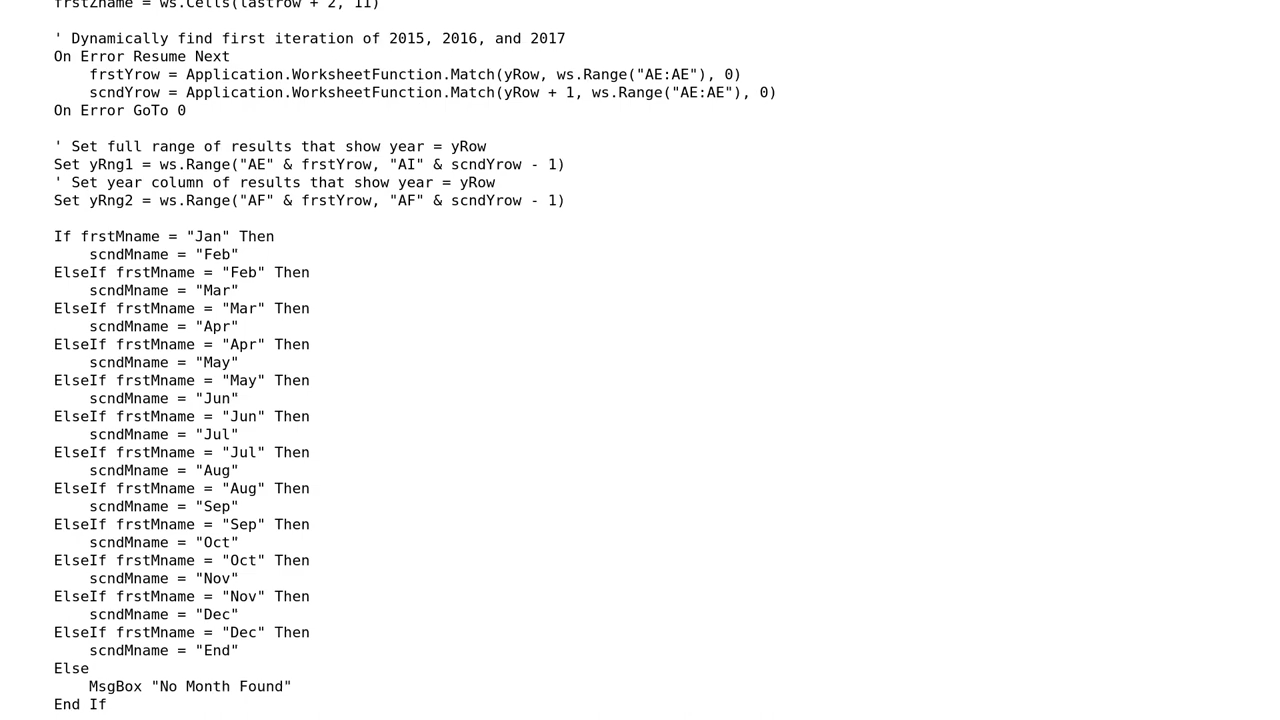 frstZname = ws.Cells(lastrow + 2, 11)
' Dynamically find first iteration of 2015, 2016, and 2017
On Error Resume Next
    frstYrow = Application.WorksheetFunction.Match(yRow, ws.Range("AE:AE"), 0)
    scndYrow = Application.WorksheetFunction.Match(yRow + 1, ws.Range("AE:AE"), 0)
On Error GoTo 0
' Set full range of results that show year = yRow
Set yRng1 = ws.Range("AE" & frstYrow, "AI" & scndYrow - 1)
' Set year column of results that show year = yRow
Set yRng2 = ws.Range("AF" & frstYrow, "AF" & scndYrow - 1)
If frstMname = "Jan" Then
    scndMname = "Feb"
ElseIf frstMname = "Feb" Then
    scndMname = "Mar"
ElseIf frstMname = "Mar" Then
    scndMname = "Apr"
ElseIf frstMname = "Apr" Then
    scndMname = "May"
ElseIf frstMname = "May" Then
    scndMname = "Jun"
ElseIf frstMname = "Jun" Then
    scndMname = "Jul"
ElseIf frstMname = "Jul" Then
    scndMname = "Aug"
ElseIf frstMname = "Aug" Then
    scndMname = "Sep"
ElseIf frstMname = "Sep" Then
    scndMname = "Oct"
ElseIf frstMname = "Oct" Then
    scndMname = "Nov"
ElseIf frstMname = "Nov" Then
    scndMname = "Dec"
ElseIf frstMname = "Dec" Then
    scndMname = "End"
Else
    MsgBox "No Month Found"
End If